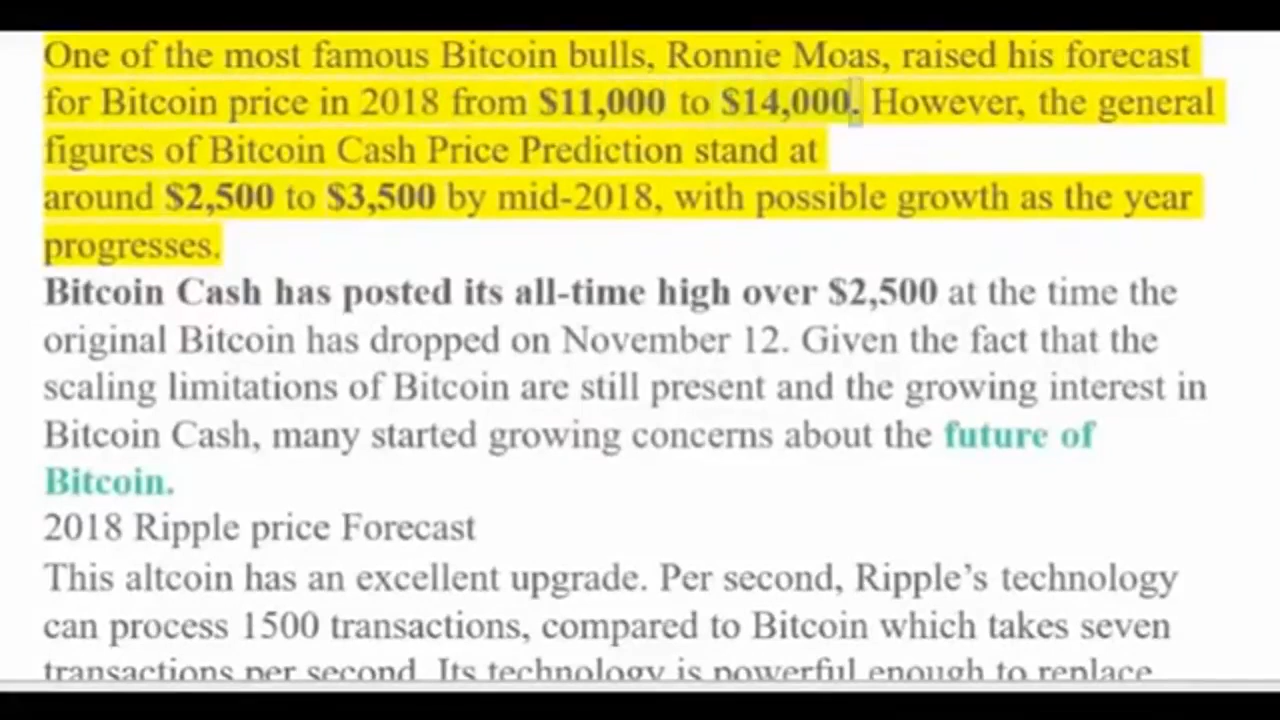 One of the most famous Bitcoin bulls, Ronnie Moas, raised his forecast
for Bitcoin price in 2018 from $11,000 to $14,000. However, the general
figures of Bitcoin Cash Price Prediction stand at
around $2,500 to $3,500 by mid-2018, with possible growth as the year
progresses.
Bitcoin Cash has posted its all-time high over $2,500 at the time the
original Bitcoin has dropped on November 12. Given the fact that the
scaling limitations of Bitcoin are still present and the growing interest in
Bitcoin Cash, many started growing concerns about the future of
Bitcoin.
2018 Ripple price Forecast
This altcoin has an excellent upgrade. Per second, Ripple’s technology
can process 1500 transactions, compared to Bitcoin which takes seven
transactions per second. Its technology is powerful enough to replace